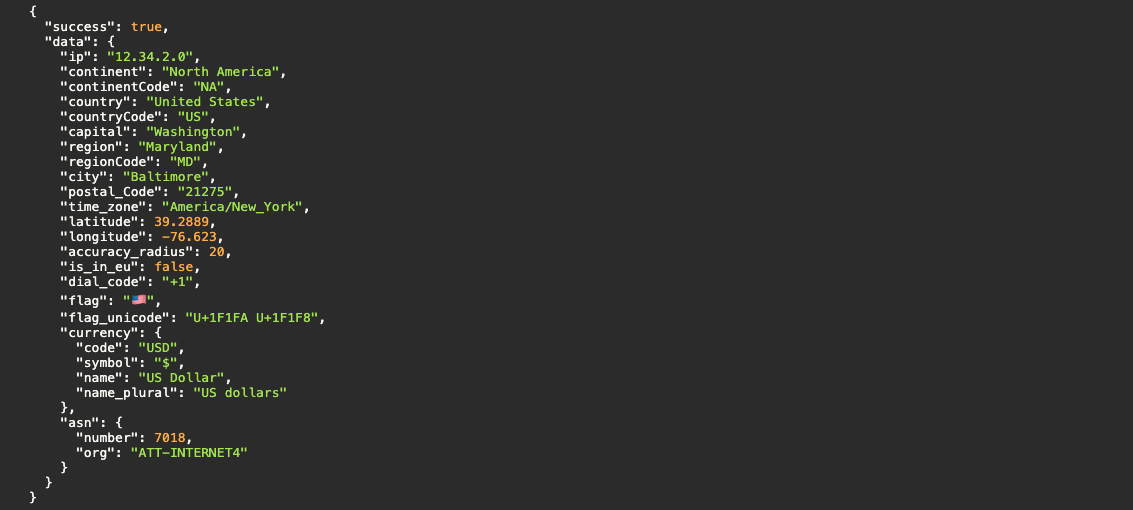 {
  "success": true,
  "data": {
    "ip": "12.34.2.0",
    "continent": "North America",
    "continentCode": "NA",
    "country": "United States",
    "countryCode": "US",
    "capital": "Washington",
    "region": "Maryland",
    "regionCode": "MD",
    "city": "Baltimore",
    "postal_Code": "21275",
    "time_zone": "America/New_York",
    "latitude": 39.2889,
    "longitude": -76.623,
    "accuracy_radius": 20,
    "is_in_eu": false,
    "dial_code": "+1",
    "flag": "🇺🇸",
    "flag_unicode": "U+1F1FA U+1F1F8",
    "currency": {
      "code": "USD",
      "symbol": "$",
      "name": "US Dollar",
      "name_plural": "US dollars"
    },
    "asn": {
      "number": 7018,
      "org": "ATT-INTERNET4"
    }
  }
}